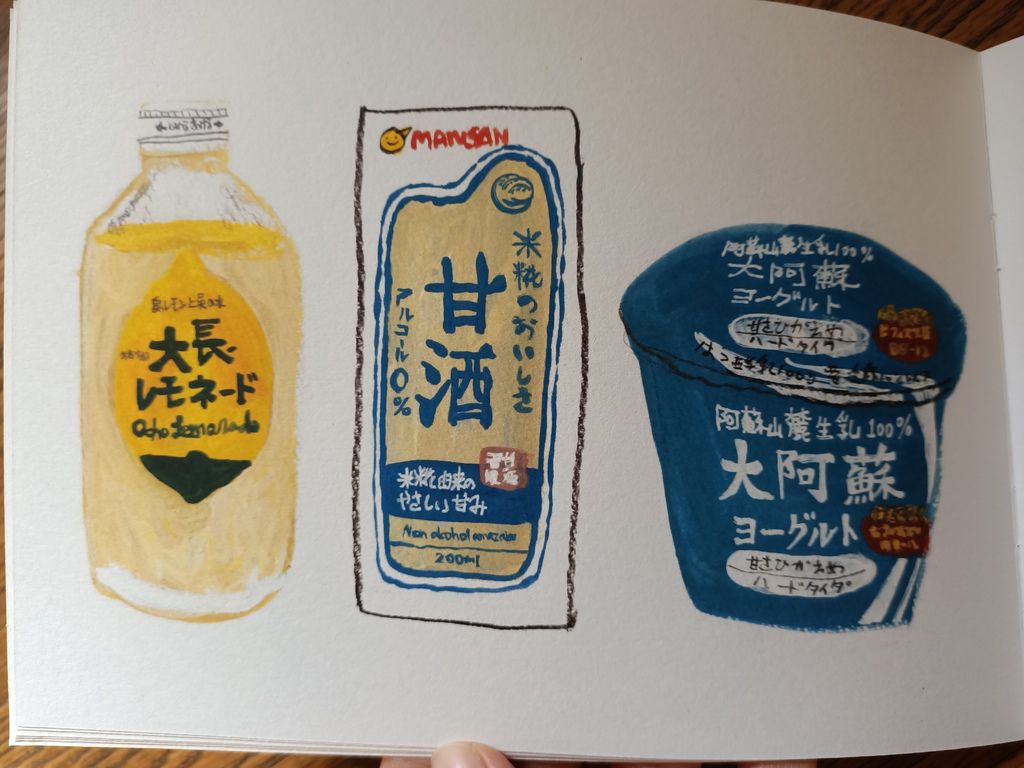 島レモンと呉の味
大長
レモネード
Ocho Lemonade
MARUSAN
米糀のおいしさ
甘酒
アルコール0%
米糀由来の
やさしい甘み
Non alcohol amazake
200ml
阿蘇山麓生乳100%
大阿蘇
ヨーグルト
甘さひかえめ
ハードタイプ
阿蘇山麓生乳100%
大阿蘇
ヨーグルト
甘さひかえめ
ハードタイプ